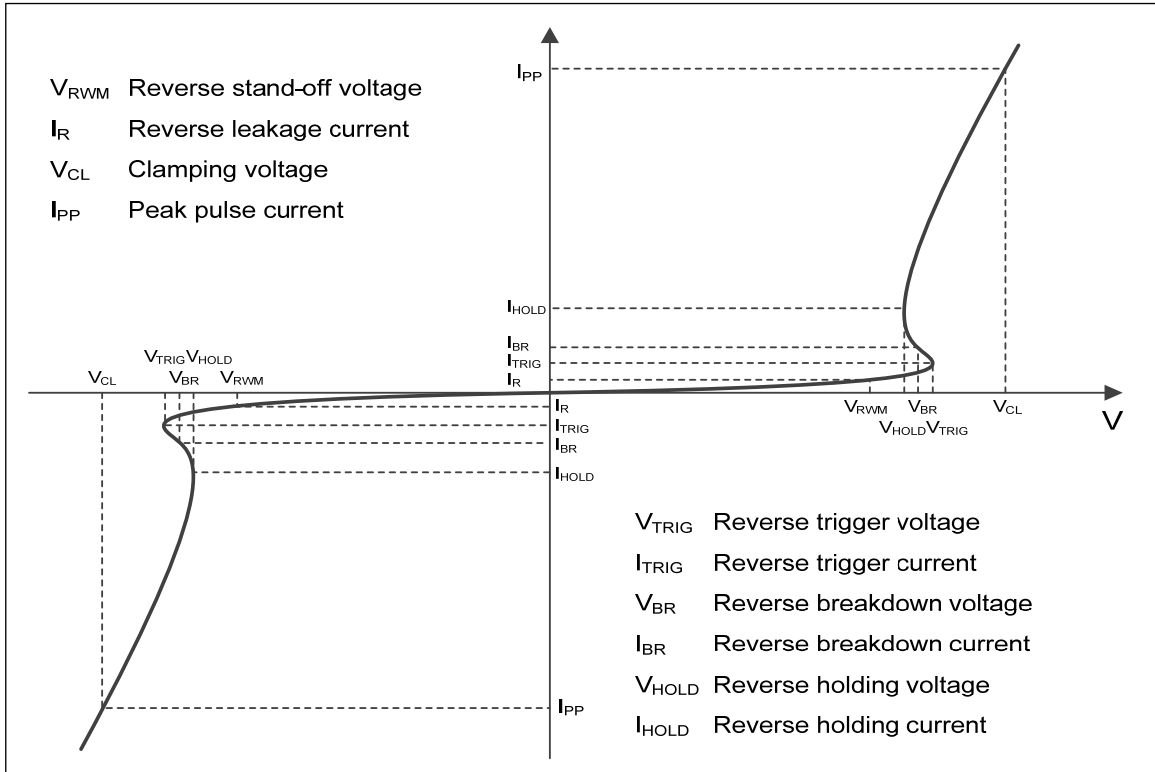 I_PP
V_RWM Reverse stand-off voltage
I_R Reverse leakage current
V_CL Clamping voltage
I_PP Peak pulse current
I_HOLD
I_BR
I_TRIG
I_R
V_TRIG V_HOLD
V_CL V_BR V_RWM
V_RWM V_BR V_CL
V_HOLD V_TRIG
V
I_R
I_TRIG
I_BR
I_HOLD
V_TRIG Reverse trigger voltage
I_TRIG Reverse trigger current
V_BR Reverse breakdown voltage
I_BR Reverse breakdown current
V_HOLD Reverse holding voltage
I_HOLD Reverse holding current
I_PP